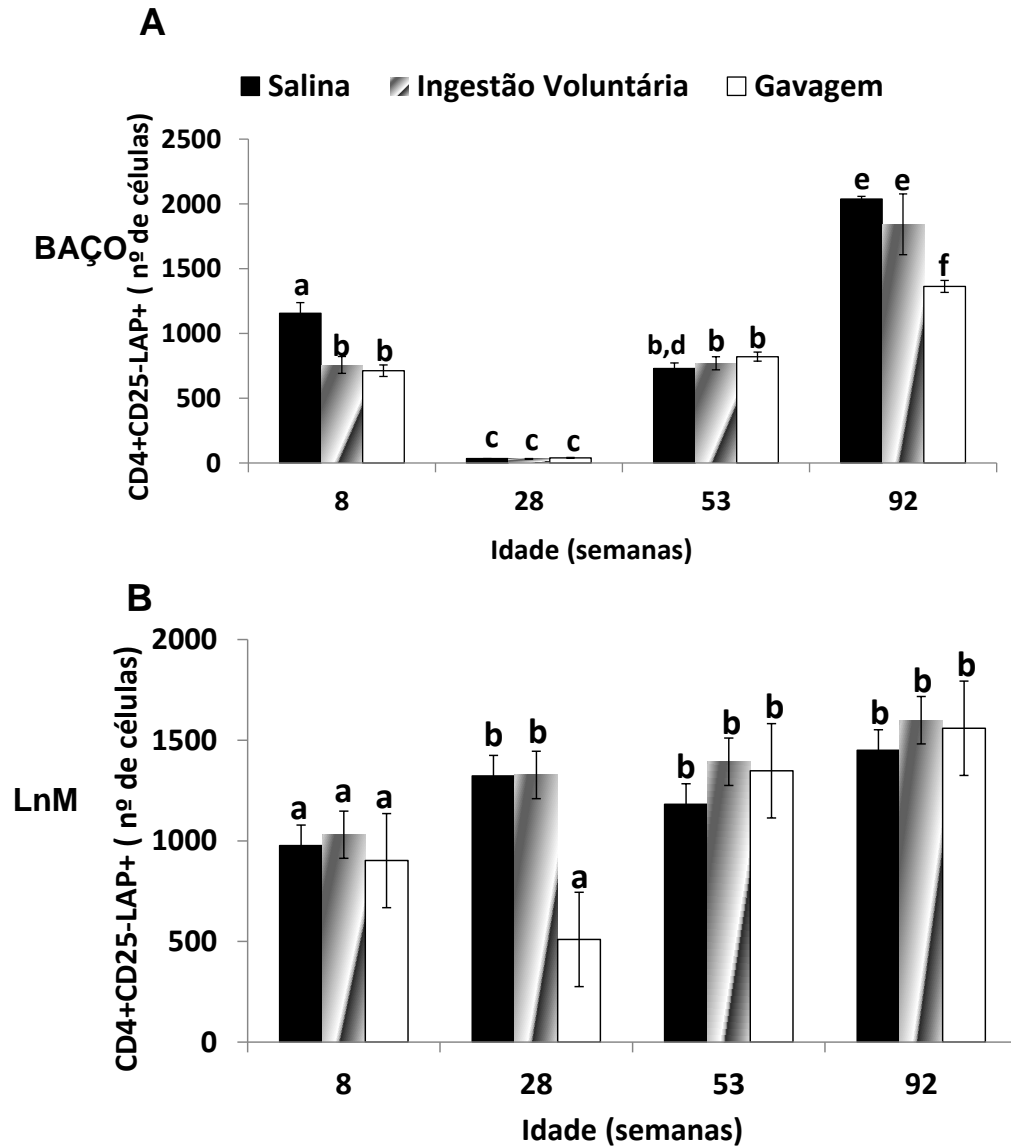 A
Salina Ingestão Voluntária Gavagem
BAÇO
CD4+CD25-LAP+ ( nº de células)
2500
2000
1500
1000
500
0
a b b
c c c
b,d b b
e e f
8 28 53 92
Idade (semanas)
B
LnM
CD4+CD25-LAP+ ( nº de células)
2000
1500
1000
500
0
a a a
b b a
b b b
b b b
8 28 53 92
Idade (semanas)